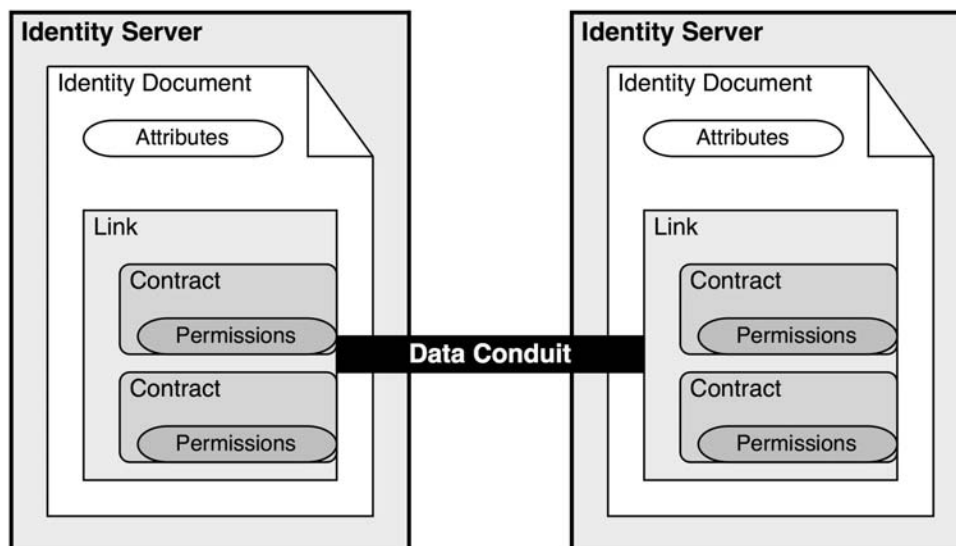 Identity Server
Identity Document
Attributes
Link
Contract
Permissions
Contract
Permissions
Data Conduit
Identity Server
Identity Document
Attributes
Link
Contract
Permissions
Contract
Permissions